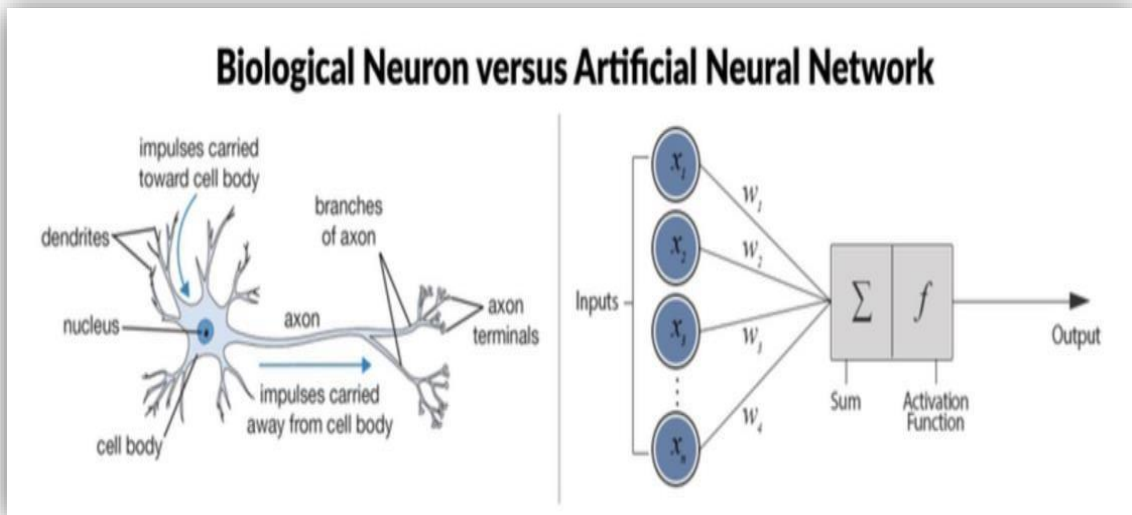 Biological Neuron versus Artificial Neural Network
impulses carried
toward cell body
dendrites
branches
of axon
nucleus
axon
axon
terminals
impulses carried
away from cell body
cell body
Inputs
x₁
x₂
x₃
xₙ
w₁
w₂
w₃
w₄
Σ
f
Sum
Activation
Function
Output